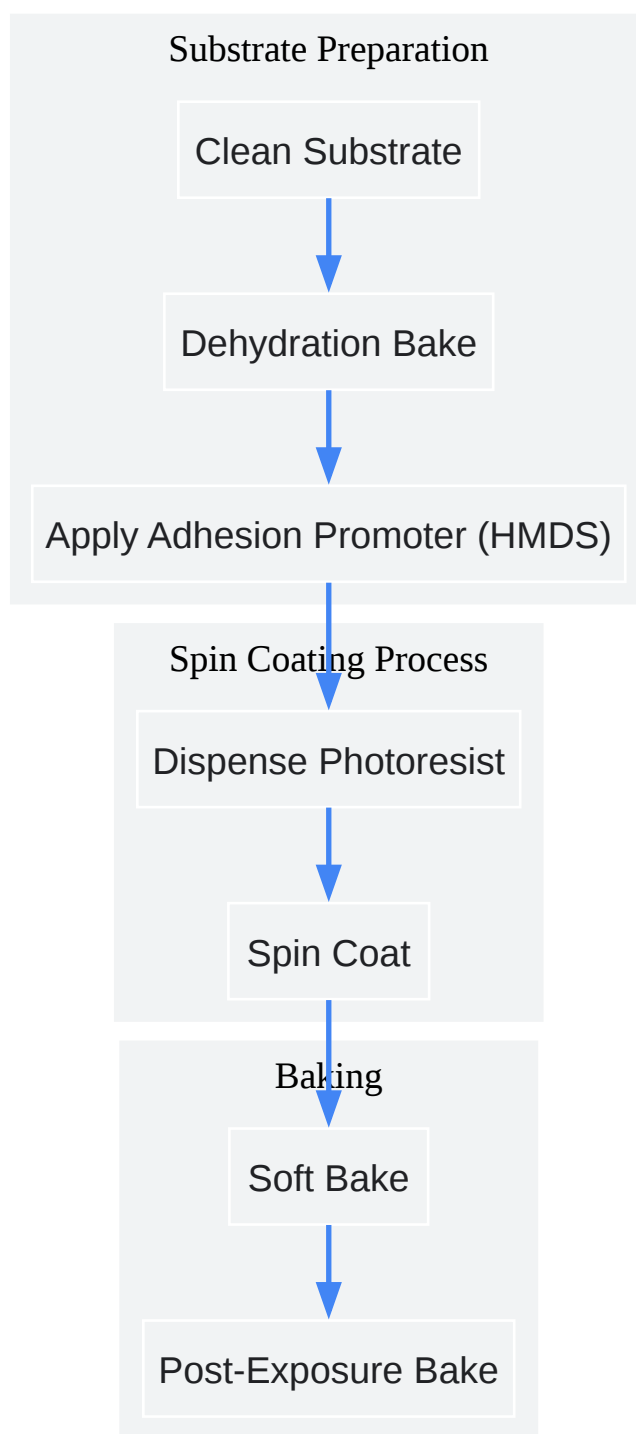 Substrate Preparation
Clean Substrate
Dehydration Bake
Apply Adhesion Promoter (HMDS)
Spin Coating Process
Dispense Photoresist
Spin Coat
Baking
Soft Bake
Post-Exposure Bake